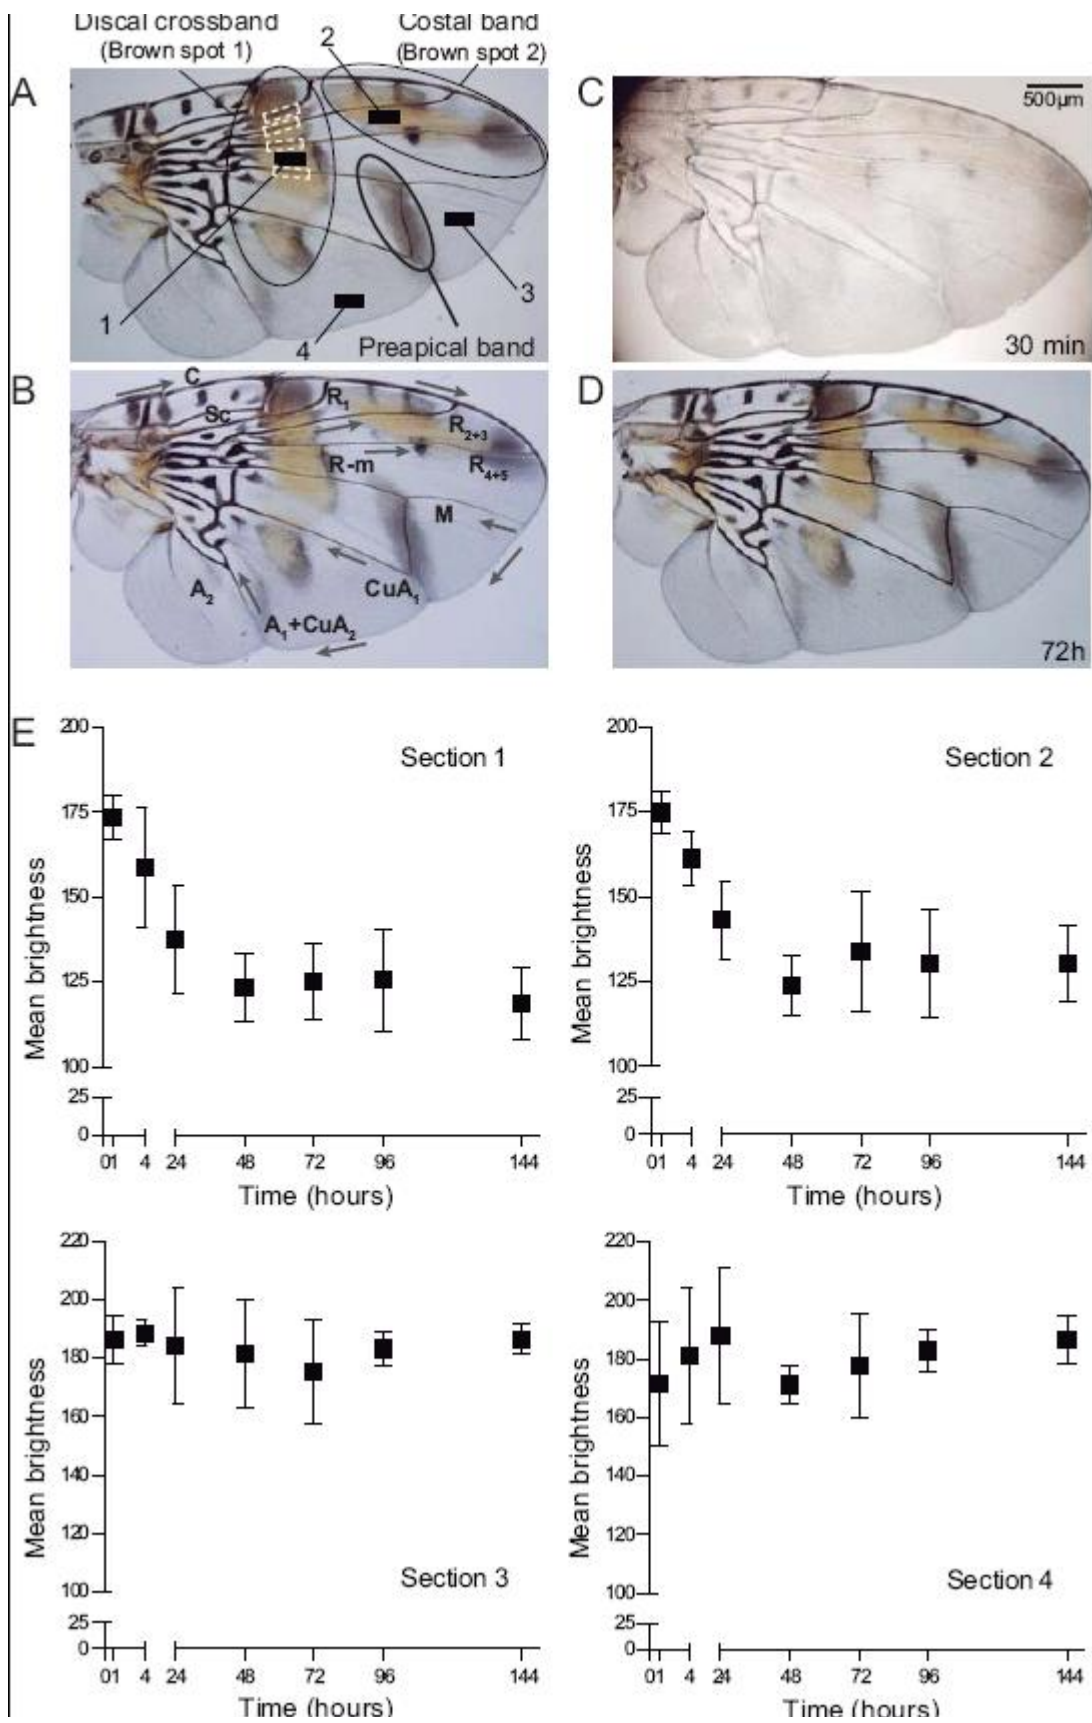 Discal crossband
(Brown spot 1)
2
Costal band
(Brown spot 2)
A
1
4
3
Preapical band
C
500µm
30 min
B
C
Sc
R1
R2+3
R-m
R4+5
M
A2
CuA1
A1+CuA2
D
72h
E
200
175
150
125
100
25
0
Mean brightness
Section 1
01 4 24 48 72 96 144
Time (hours)
200
175
150
125
100
25
0
Mean brightness
Section 2
01 4 24 48 72 96 144
Time (hours)
220
200
180
160
140
120
100
25
0
Mean brightness
Section 3
01 4 24 48 72 96 144
Time (hours)
220
200
180
160
140
120
100
25
0
Mean brightness
Section 4
01 4 24 48 72 96 144
Time (hours)